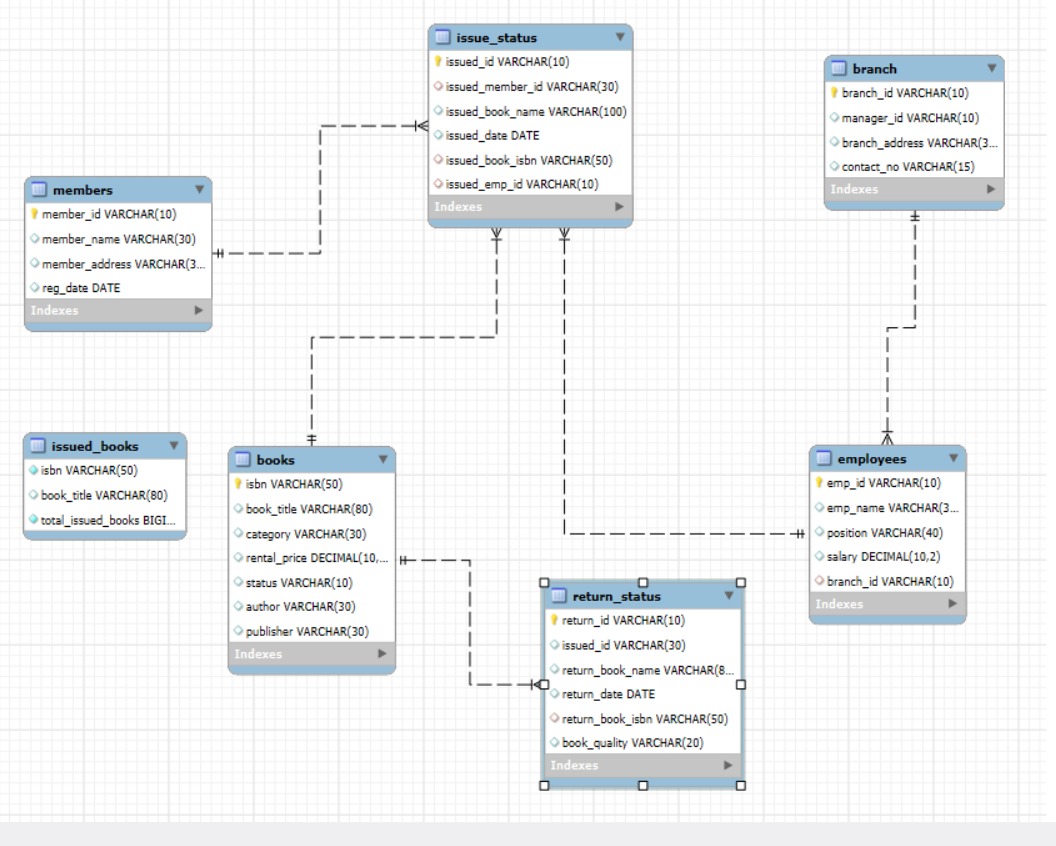 issue_status
issued_id VARCHAR(10)
issued_member_id VARCHAR(30)
issued_book_name VARCHAR(100)
issued_date DATE
issued_book_isbn VARCHAR(50)
issued_emp_id VARCHAR(10)
Indexes
branch
branch_id VARCHAR(10)
manager_id VARCHAR(10)
branch_address VARCHAR(3...
contact_no VARCHAR(15)
Indexes
members
member_id VARCHAR(10)
member_name VARCHAR(30)
member_address VARCHAR(3...
reg_date DATE
Indexes
issued_books
isbn VARCHAR(50)
book_title VARCHAR(80)
total_issued_books BIGI...
books
isbn VARCHAR(50)
book_title VARCHAR(80)
category VARCHAR(30)
rental_price DECIMAL(10,...
status VARCHAR(10)
author VARCHAR(30)
publisher VARCHAR(30)
Indexes
employees
emp_id VARCHAR(10)
emp_name VARCHAR(3...
position VARCHAR(40)
salary DECIMAL(10,2)
branch_id VARCHAR(10)
Indexes
return_status
return_id VARCHAR(10)
issued_id VARCHAR(30)
return_book_name VARCHAR(8...
return_date DATE
return_book_isbn VARCHAR(50)
book_quality VARCHAR(20)
Indexes